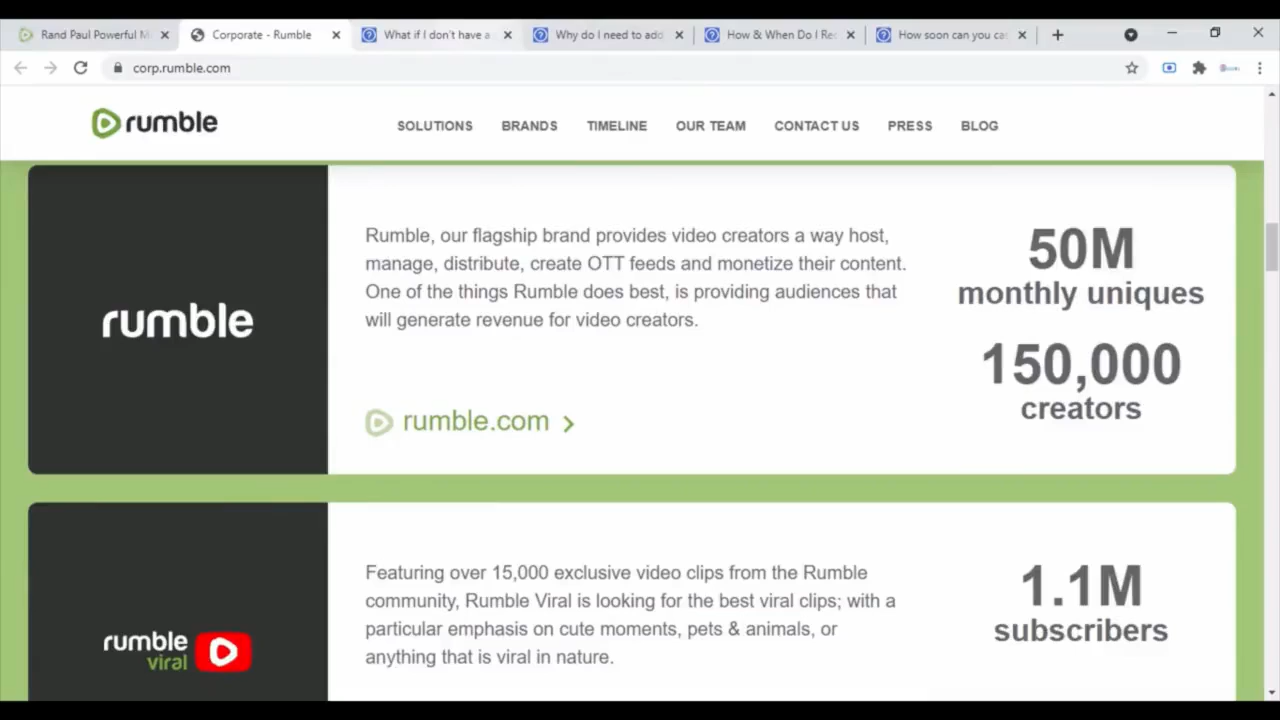 Rand Paul Powerful M
Corporate - Rumble
What if I don't have a
Why do I need to add
How & When Do I Rec
How soon can you ca
corp.rumble.com
rumble
SOLUTIONS BRANDS TIMELINE OUR TEAM CONTACT US PRESS BLOG
rumble
Rumble, our flagship brand provides video creators a way host,
manage, distribute, create OTT feeds and monetize their content.
One of the things Rumble does best, is providing audiences that
will generate revenue for video creators.
rumble.com
50M
monthly uniques
150,000
creators
rumble
viral
Featuring over 15,000 exclusive video clips from the Rumble
community, Rumble Viral is looking for the best viral clips; with a
particular emphasis on cute moments, pets & animals, or
anything that is viral in nature.
1.1M
subscribers